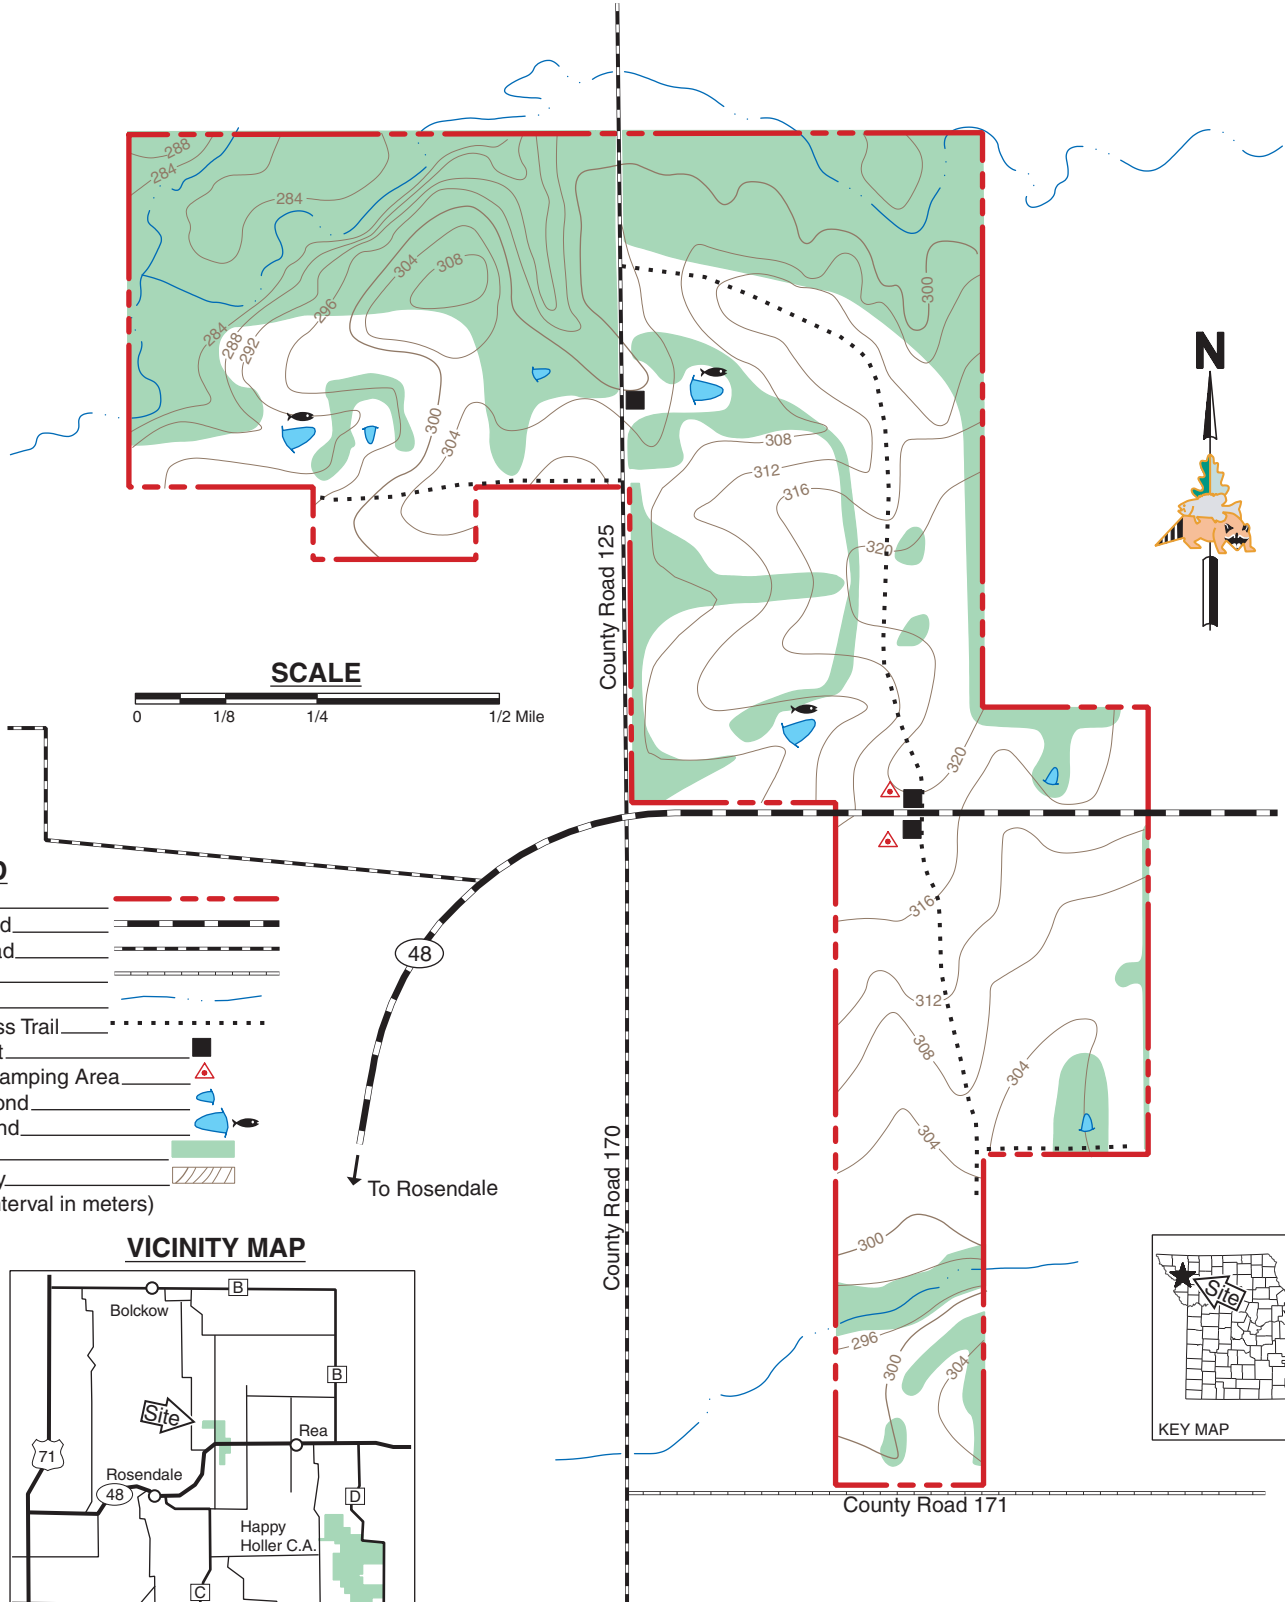 288
284
284
304
308
296
284
288
292
300
304
300
308
312
316
320
N
County Road 125
SCALE
0 1/8 1/4 1/2 Mile
320
316
312
308
304
304
300
296
300
304
48
To Rosendale
County Road 170
ss Trail
amping Area
ond
nd
nterval in meters)
VICINITY MAP
B
Bolckow
B
Site
Rea
71
Rosendale
48
D
Happy
Holler C.A.
C
Site
KEY MAP
County Road 171